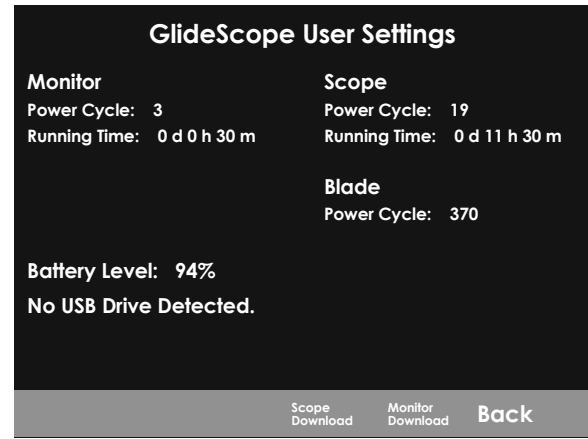 GlideScope User Settings
Monitor
Power Cycle: 3
Running Time: 0 d 0 h 30 m
Scope
Power Cycle: 19
Running Time: 0 d 11 h 30 m
Blade
Power Cycle: 370
Battery Level: 94%
No USB Drive Detected.
Scope
Download
Monitor
Download
Back